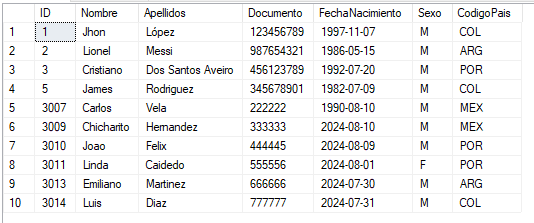 ID Nombre Apellidos Documento FechaNacimiento Sexo CodigoPais
1 1 Jhon López 123456789 1997-11-07 M COL
2 2 Lionel Messi 987654321 1986-05-15 M ARG
3 3 Cristiano Dos Santos Aveiro 456123789 1992-07-20 M POR
4 5 James Rodriguez 345678901 1982-07-09 M COL
5 3007 Carlos Vela 222222 1990-08-10 M MEX
6 3009 Chicharito Hernandez 333333 2024-08-10 M MEX
7 3010 Joao Felix 444445 2024-08-09 M POR
8 3011 Linda Caidedo 555556 2024-08-01 F POR
9 3013 Emiliano Martinez 666666 2024-07-30 M ARG
10 3014 Luis Diaz 777777 2024-07-31 M COL